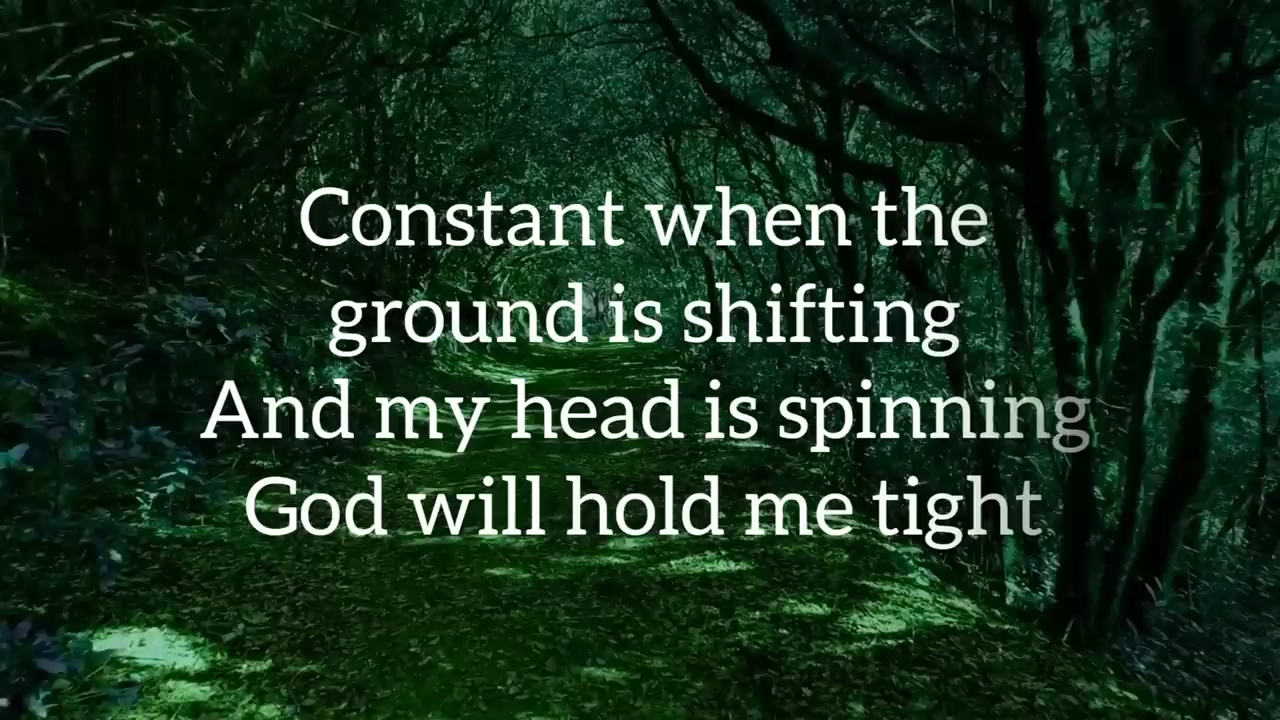 Constant when the
ground is shifting
And my head is spinning
God will hold me tight